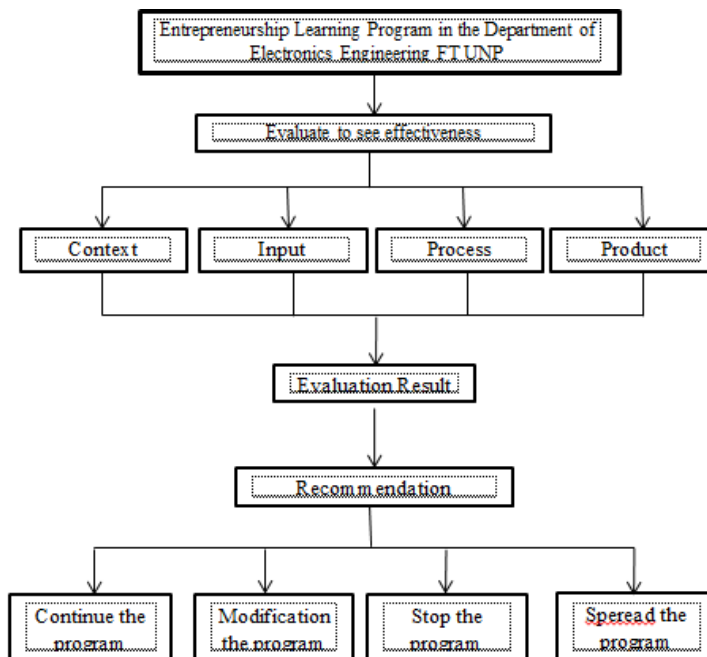 Entrepreneurship Learning Program in the Department of
Electronics Engineering FT UNP
Evaluate to see effectiveness
Context
Input
Process
Product
Evaluation Result
Recommendation
Continue the
program
Modification
the program
Stop the
program
Speread the
program